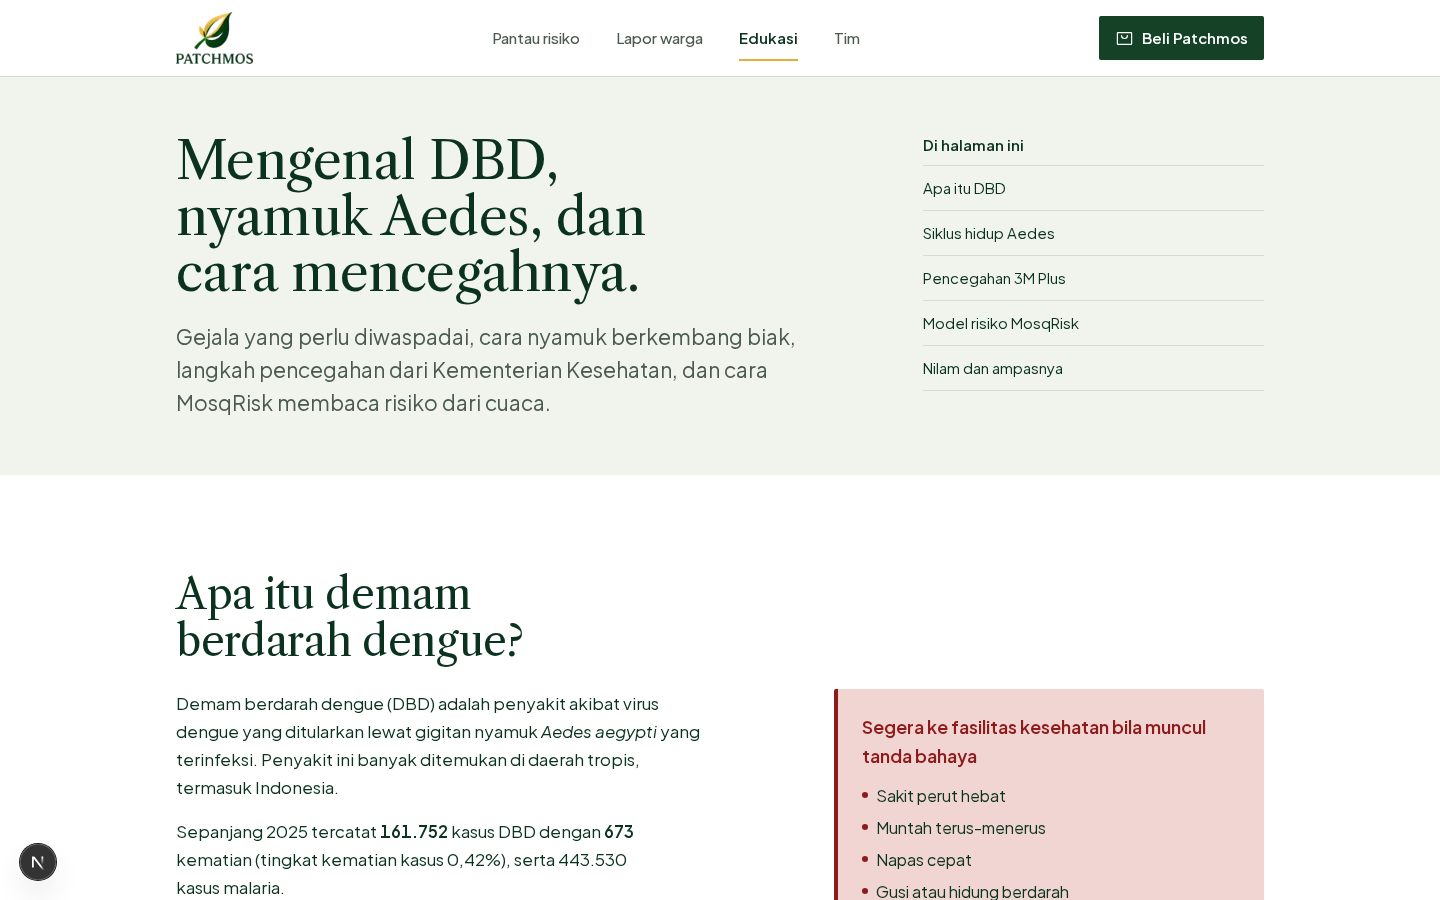 PATCHMOS
Pantau risiko
Lapor warga
Edukasi
Tim
Beli Patchmos
Mengenal DBD,
nyamuk Aedes, dan
cara mencegahnya.
Gejala yang perlu diwaspadai, cara nyamuk berkembang biak,
langkah pencegahan dari Kementerian Kesehatan, dan cara
MosqRisk membaca risiko dari cuaca.
Di halaman ini
Apa itu DBD
Siklus hidup Aedes
Pencegahan 3M Plus
Model risiko MosqRisk
Nilam dan ampasnya
Apa itu demam
berdarah dengue?
Demam berdarah dengue (DBD) adalah penyakit akibat virus
dengue yang ditularkan lewat gigitan nyamuk Aedes aegypti yang
terinfeksi. Penyakit ini banyak ditemukan di daerah tropis,
termasuk Indonesia.
Sepanjang 2025 tercatat 161.752 kasus DBD dengan 673
kematian (tingkat kematian kasus 0,42%), serta 443.530
kasus malaria.
Segera ke fasilitas kesehatan bila muncul
tanda bahaya
Sakit perut hebat
Muntah terus-menerus
Napas cepat
Gusi atau hidung berdarah
N